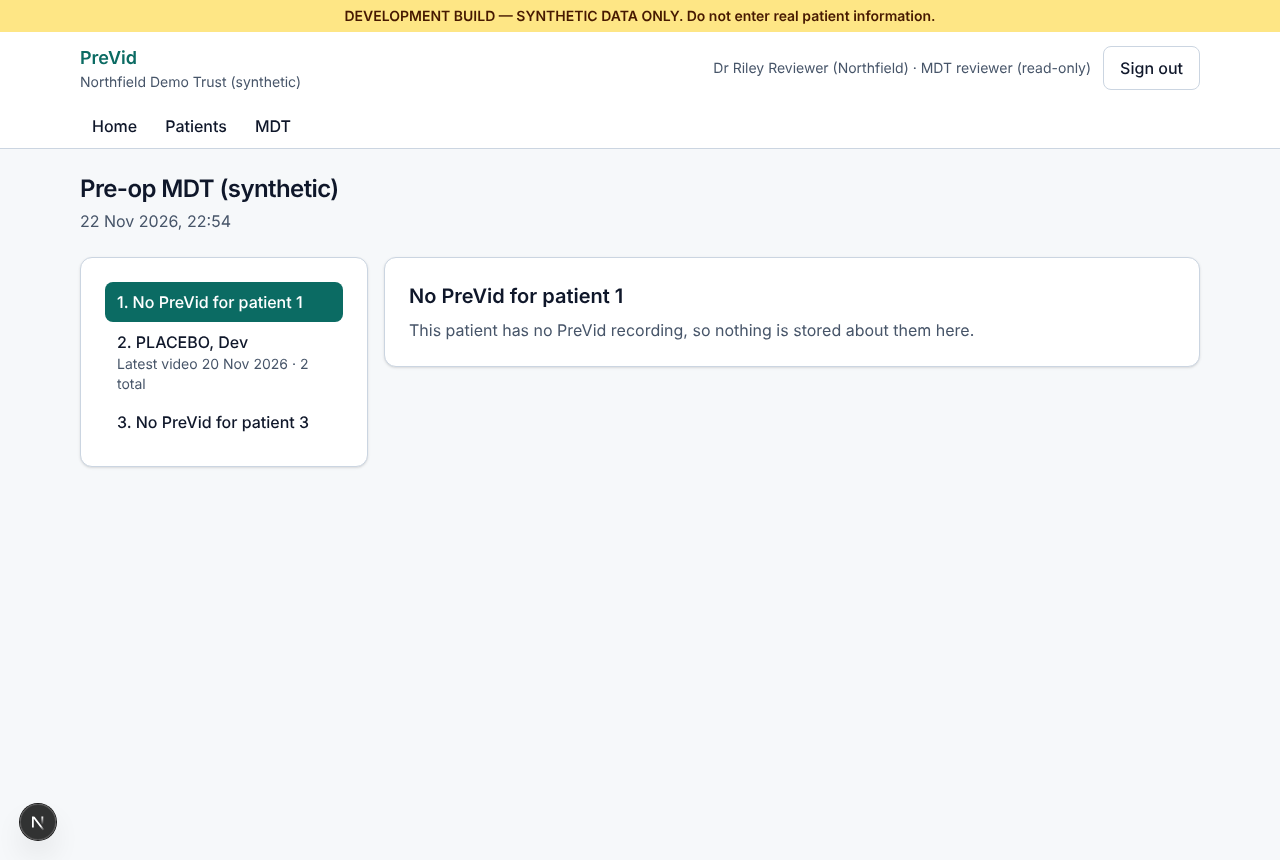 DEVELOPMENT BUILD — SYNTHETIC DATA ONLY. Do not enter real patient information.
PreVid
Northfield Demo Trust (synthetic)
Dr Riley Reviewer (Northfield) · MDT reviewer (read-only)
Sign out
Home
Patients
MDT
Pre-op MDT (synthetic)
22 Nov 2026, 22:54
1. No PreVid for patient 1
2. PLACEBO, Dev
Latest video 20 Nov 2026 · 2
total
3. No PreVid for patient 3
No PreVid for patient 1
This patient has no PreVid recording, so nothing is stored about them here.
N